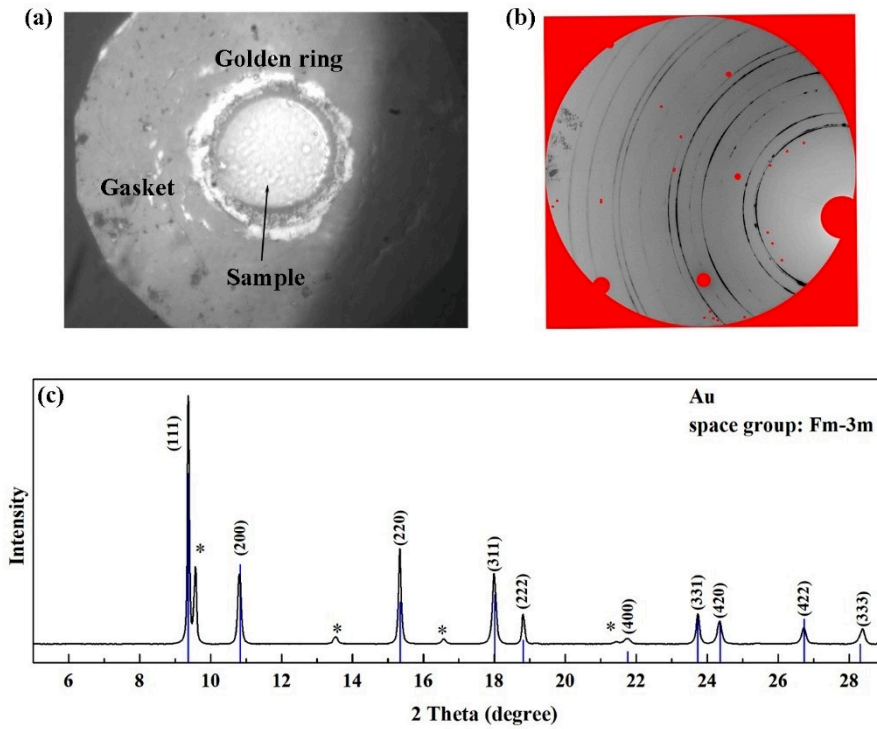 (a)
Golden ring
Gasket
Sample
(b)
(c)
Au
space group: Fm-3m
(111)
*
(200)
*
(220)
*
(311)
(222)
*
(400)
(331)
(420)
(422)
(333)
Intensity
6 8 10 12 14 16 18 20 22 24 26 28
2 Theta (degree)